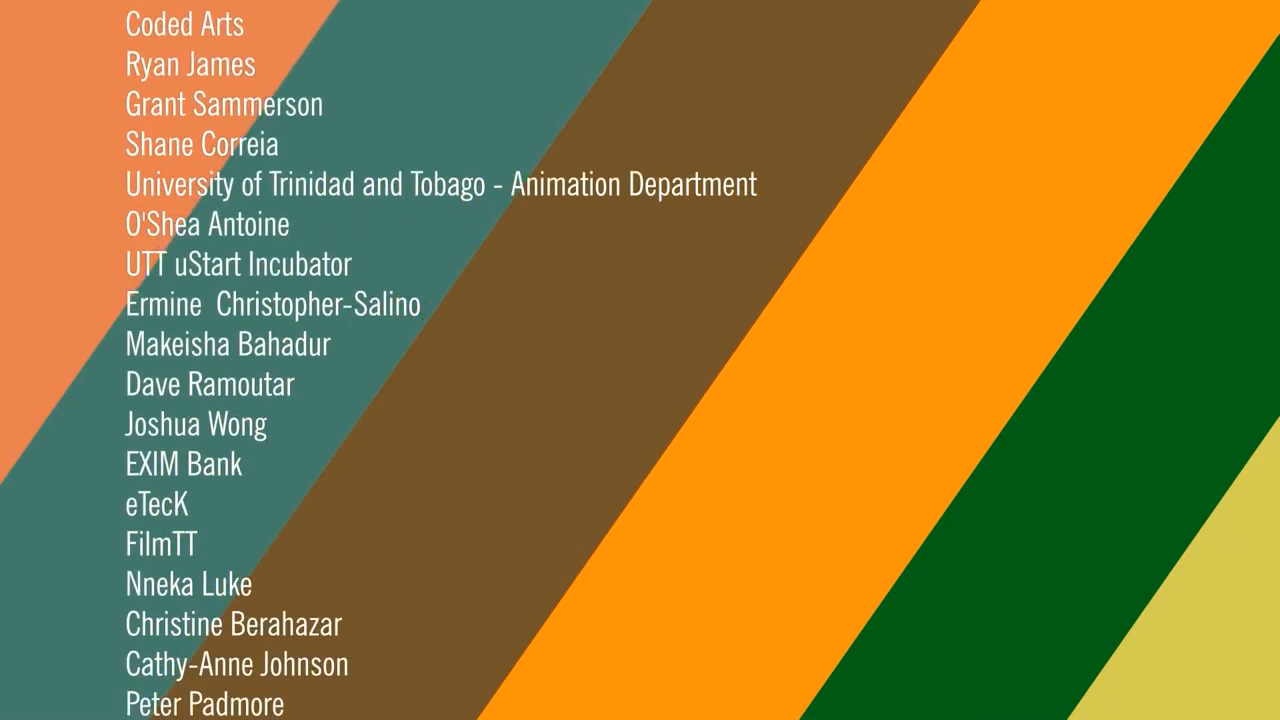 Coded Arts
Ryan James
Grant Sammerson
Shane Correia
University of Trinidad and Tobago - Animation Department
O'Shea Antoine
UTT uStart Incubator
Ermine  Christopher-Salino
Makeisha Bahadur
Dave Ramoutar
Joshua Wong
EXIM Bank
eTecK
FilmTT
Nneka Luke
Christine Berahazar
Cathy-Anne Johnson
Peter Padmore